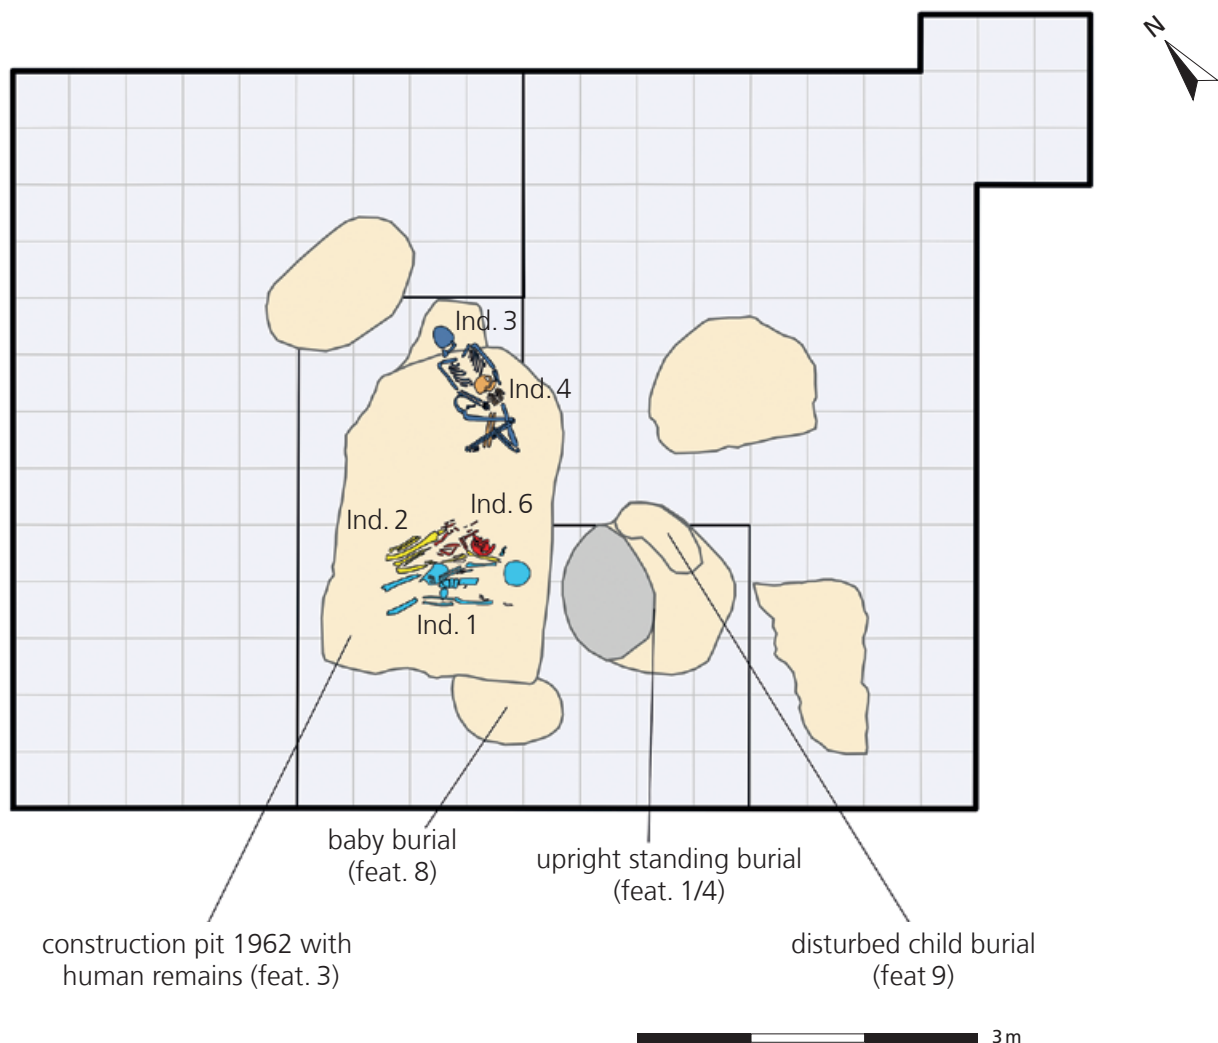 N
Ind. 3
Ind. 4
Ind. 6
Ind. 2
Ind. 1
baby burial
(feat. 8)
upright standing burial
(feat. 1/4)
construction pit 1962 with
human remains (feat. 3)
disturbed child burial
(feat 9)
3 m